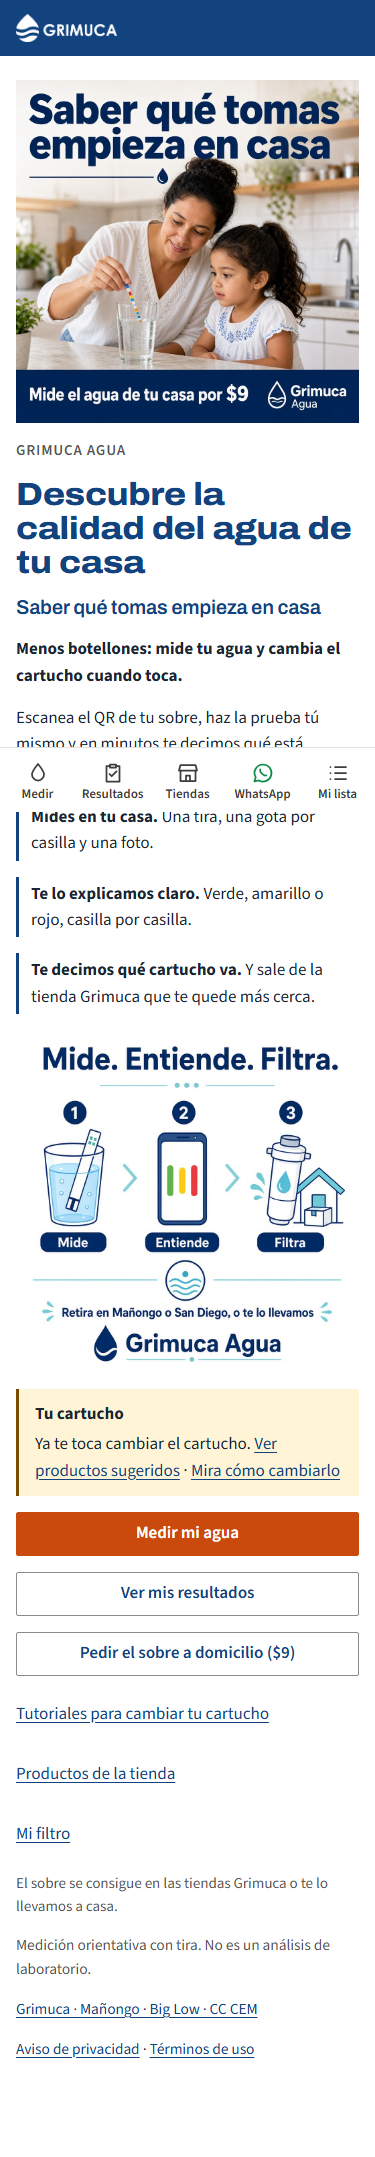 GRIMUCA
Saber qué tomas
empieza en casa
Mide el agua de tu casa por $9
Grimuca
Agua
GRIMUCA AGUA
Descubre la
calidad del agua de
tu casa
Saber qué tomas empieza en casa
Menos botellones: mide tu agua y cambia el
cartucho cuando toca.
Escanea el QR de tu sobre, haz la prueba tú
mismo y en minutos te decimos qué está
Medir
Resultados
Tiendas
WhatsApp
Mi lista
Mides en tu casa. Una tira, una gota por
casilla y una foto.
Te lo explicamos claro. Verde, amarillo o
rojo, casilla por casilla.
Te decimos qué cartucho va. Y sale de la
tienda Grimuca que te quede más cerca.
Mide. Entiende. Filtra.
1
2
3
Mide
Entiende
Filtra
Retira en Mañongo o San Diego, o te lo llevamos
Grimuca Agua
Tu cartucho
Ya te toca cambiar el cartucho. Ver
productos sugeridos · Mira cómo cambiarlo
Medir mi agua
Ver mis resultados
Pedir el sobre a domicilio ($9)
Tutoriales para cambiar tu cartucho
Productos de la tienda
Mi filtro
El sobre se consigue en las tiendas Grimuca o te lo
llevamos a casa.
Medición orientativa con tira. No es un análisis de
laboratorio.
Grimuca · Mañongo · Big Low · CC CEM
Aviso de privacidad · Términos de uso